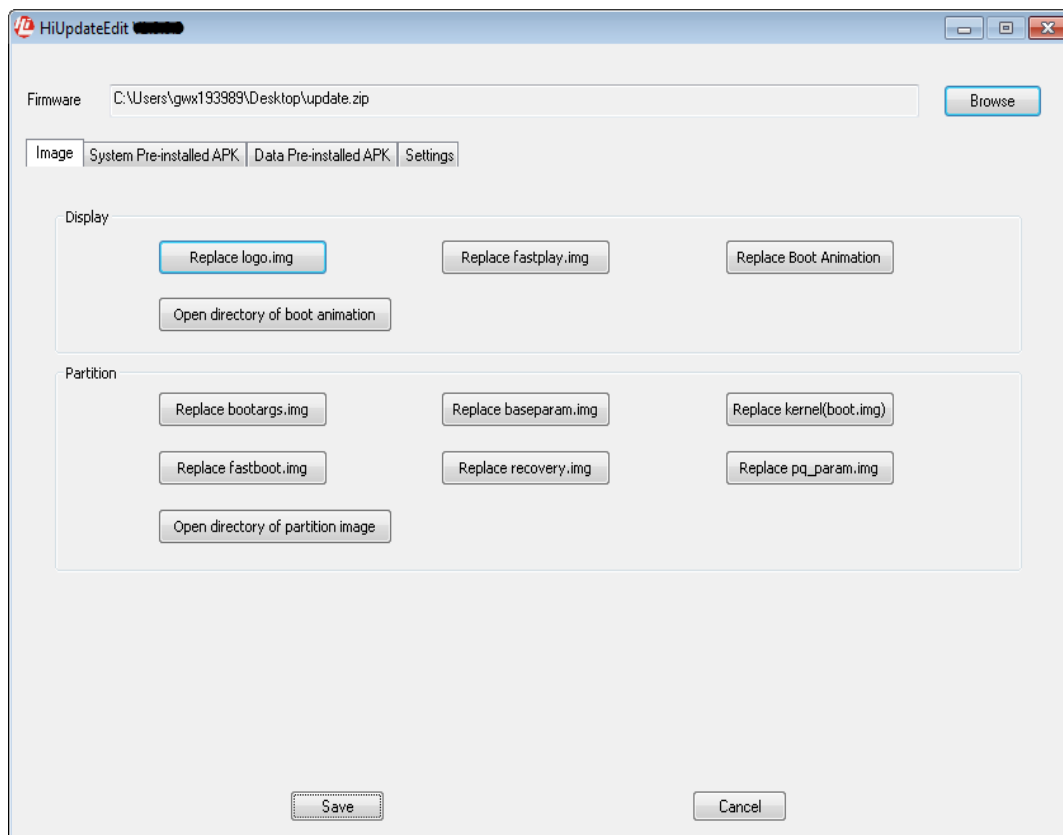 HiUpdateEdit
Firmware C:\Users\gwx193989\Desktop\update.zip Browse
Image System Pre-installed APK Data Pre-installed APK Settings
Display
Replace logo.img Replace fastplay.img Replace Boot Animation
Open directory of boot animation
Partition
Replace bootargs.img Replace baseparam.img Replace kernel(boot.img)
Replace fastboot.img Replace recovery.img Replace pq_param.img
Open directory of partition image
Save Cancel